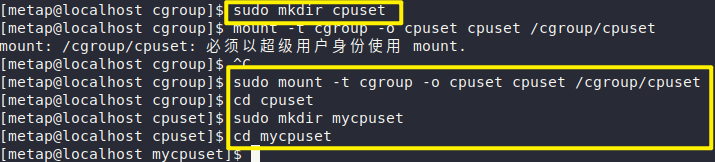 [metap@localhost cgroup]$ sudo mkdir cpuset
[metap@localhost cgroup]$ mount -t cgroup -o cpuset cpuset /cgroup/cpuset
mount: /cgroup/cpuset: 必须以超级用户身份使用 mount.
[metap@localhost cgroup]$ ^C
[metap@localhost cgroup]$ sudo mount -t cgroup -o cpuset cpuset /cgroup/cpuset
[metap@localhost cgroup]$ cd cpuset
[metap@localhost cpuset]$ sudo mkdir mycpuset
[metap@localhost cpuset]$ cd mycpuset
[metap@localhost mycpuset]$